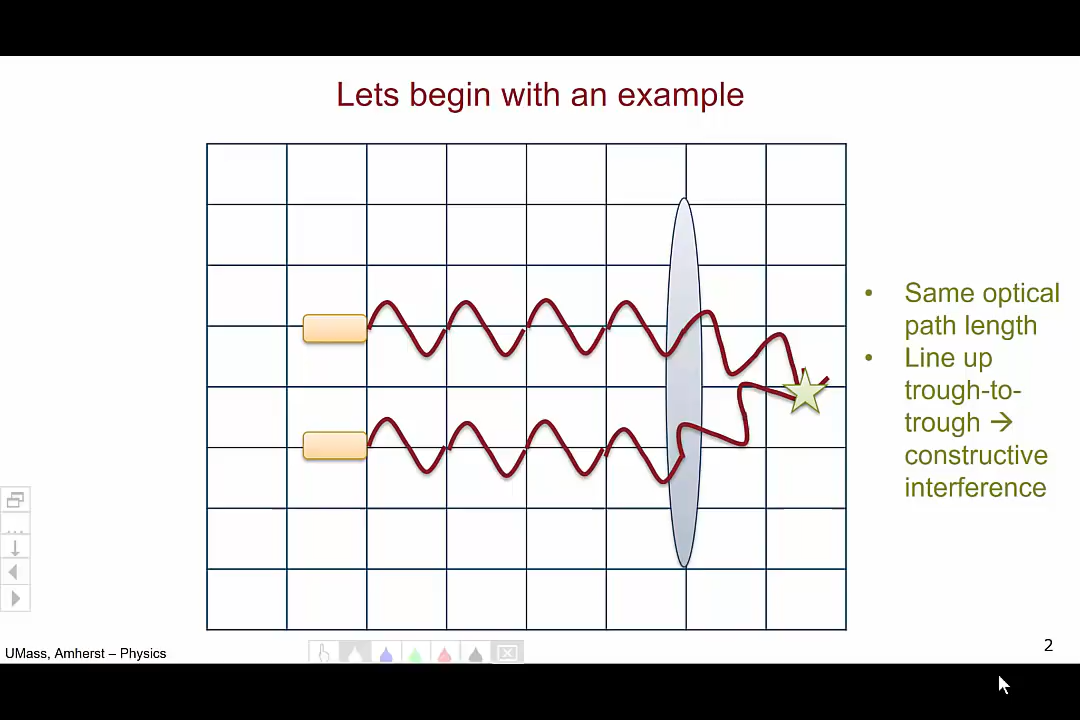 Lets begin with an example
• Same optical
path length
• Line up
trough-to-
trough →
constructive
interference
UMass, Amherst – Physics
2